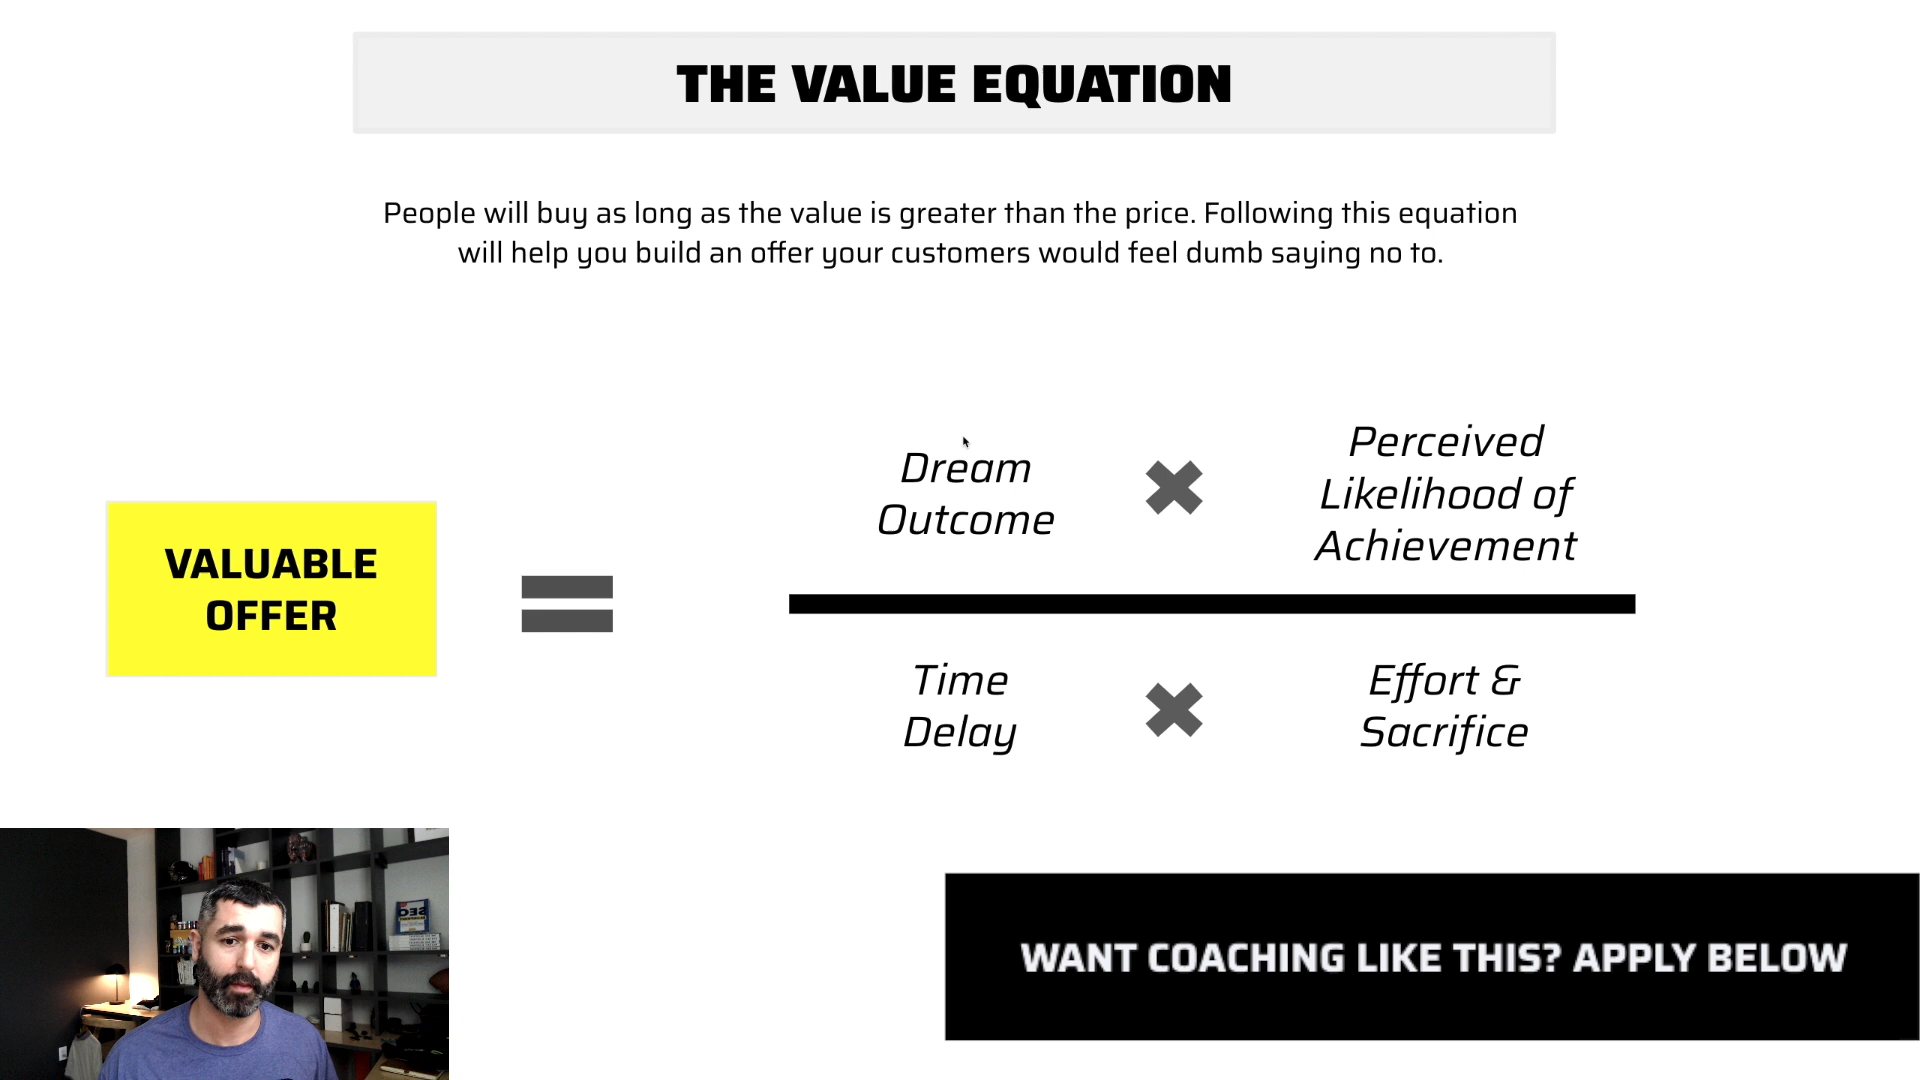 THE VALUE EQUATION
People will buy as long as the value is greater than the price. Following this equation
will help you build an offer your customers would feel dumb saying no to.
VALUABLE
OFFER
=
Dream
Outcome
✖
Perceived
Likelihood of
Achievement
Time
Delay
✖
Effort &
Sacrifice
WANT COACHING LIKE THIS? APPLY BELOW
SEO